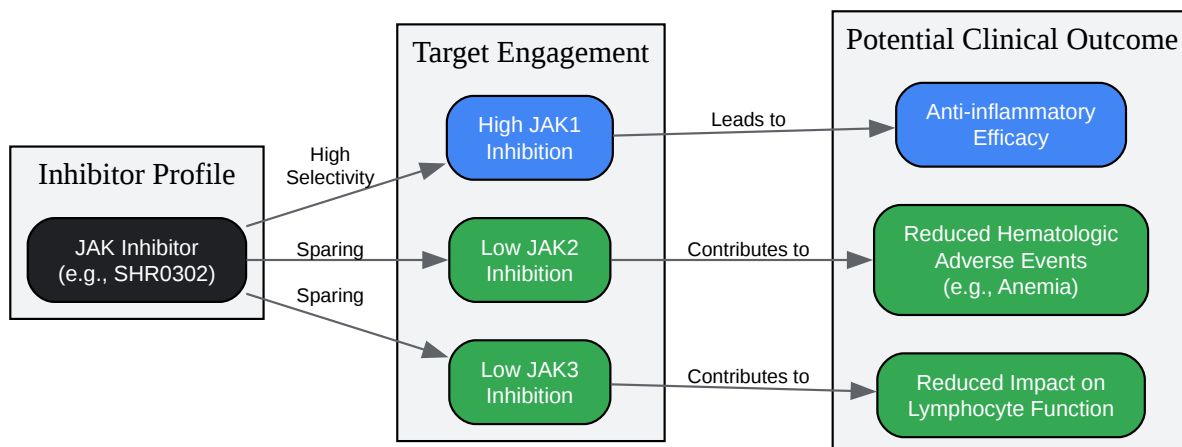 Inhibitor Profile
JAK Inhibitor
(e.g., SHR0302)
High
Selectivity
Sparing
Sparing
Target Engagement
High JAK1
Inhibition
Low JAK2
Inhibition
Low JAK3
Inhibition
Leads to
Contributes to
Contributes to
Potential Clinical Outcome
Anti-inflammatory
Efficacy
Reduced Hematologic
Adverse Events
(e.g., Anemia)
Reduced Impact on
Lymphocyte Function